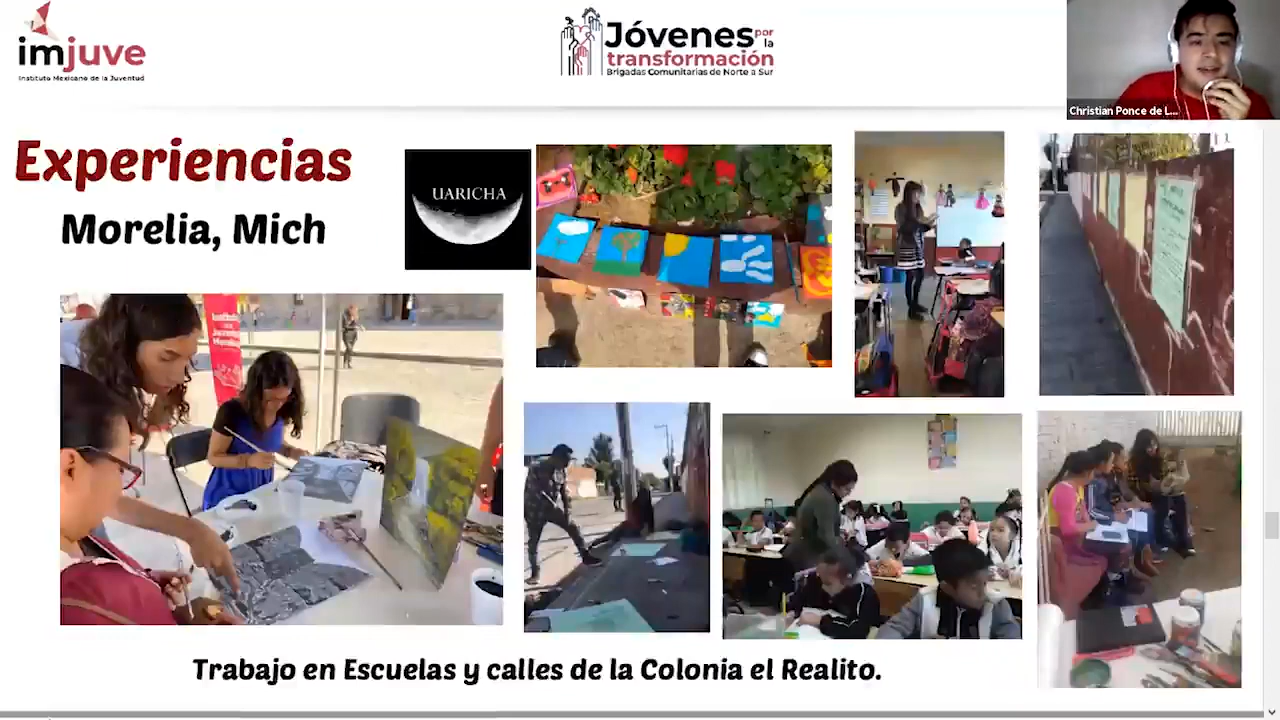 imjuve
Instituto Mexicano de la Juventud
Jóvenes por la
transformación
Brigadas Comunitarias de Norte a Sur
Christian Ponce de L...
Experiencias
Morelia, Mich
UARICHA
Trabajo en Escuelas y calles de la Colonia el Realito.